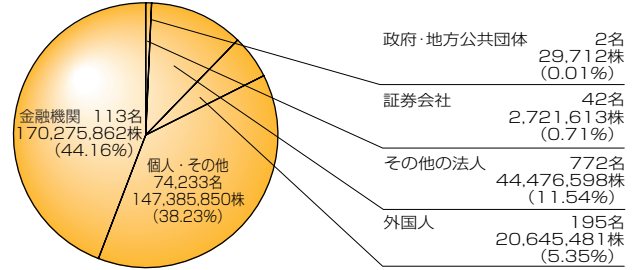 金融機関 113名
170,275,862株
(44.16%)
個人・その他
74,233名
147,385,850株
(38.23%)
政府・地方公共団体 2名
29,712株
(0.01%)
証券会社 42名
2,721,613株
(0.71%)
その他の法人 772名
44,476,598株
(11.54%)
外国人 195名
20,645,481株
(5.35%)